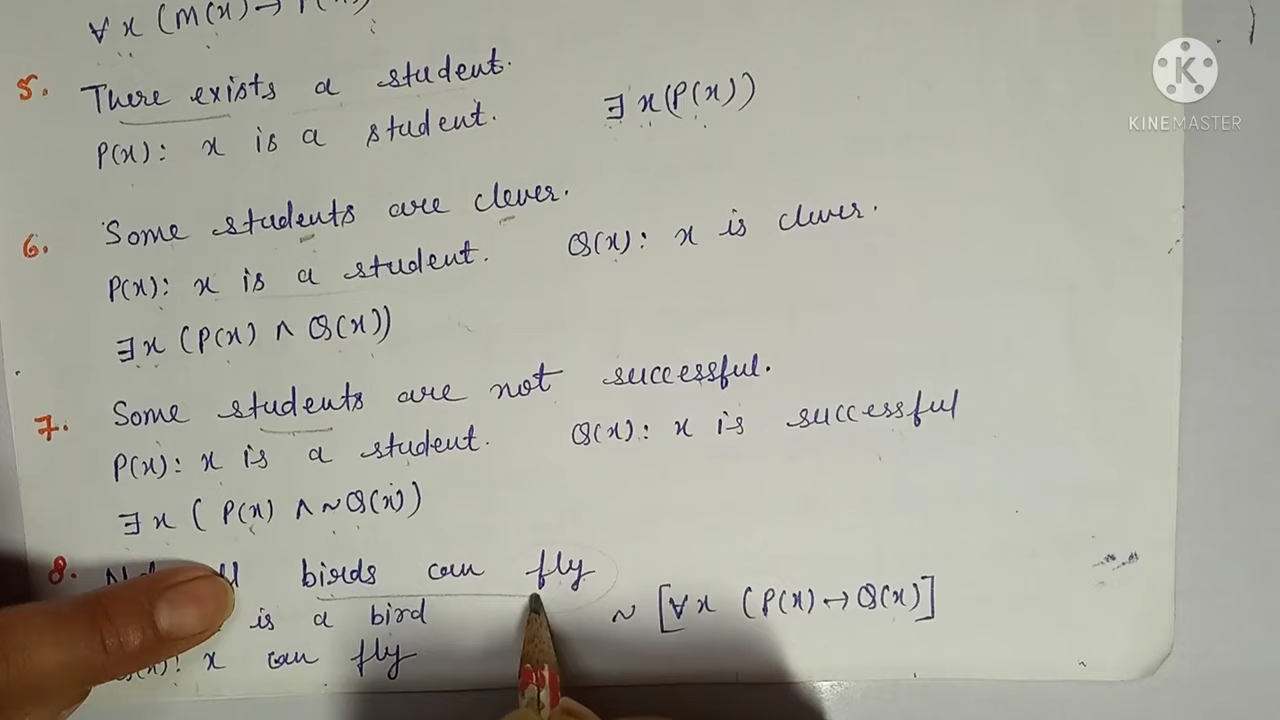 ∀x (M(x) →
5. There exists a student.
P(x): x is a student. ∃x(P(x))
6. Some students are clever.
P(x): x is a student. Q(x): x is clever.
∃x (P(x) ∧ Q(x))
7. Some students are not successful.
P(x): x is a student. Q(x): x is successful
∃x ( P(x) ∧ ~Q(x))
8. birds can fly
is a bird ~ [∀x (P(x) → Q(x)]
x can fly
KINEMASTER